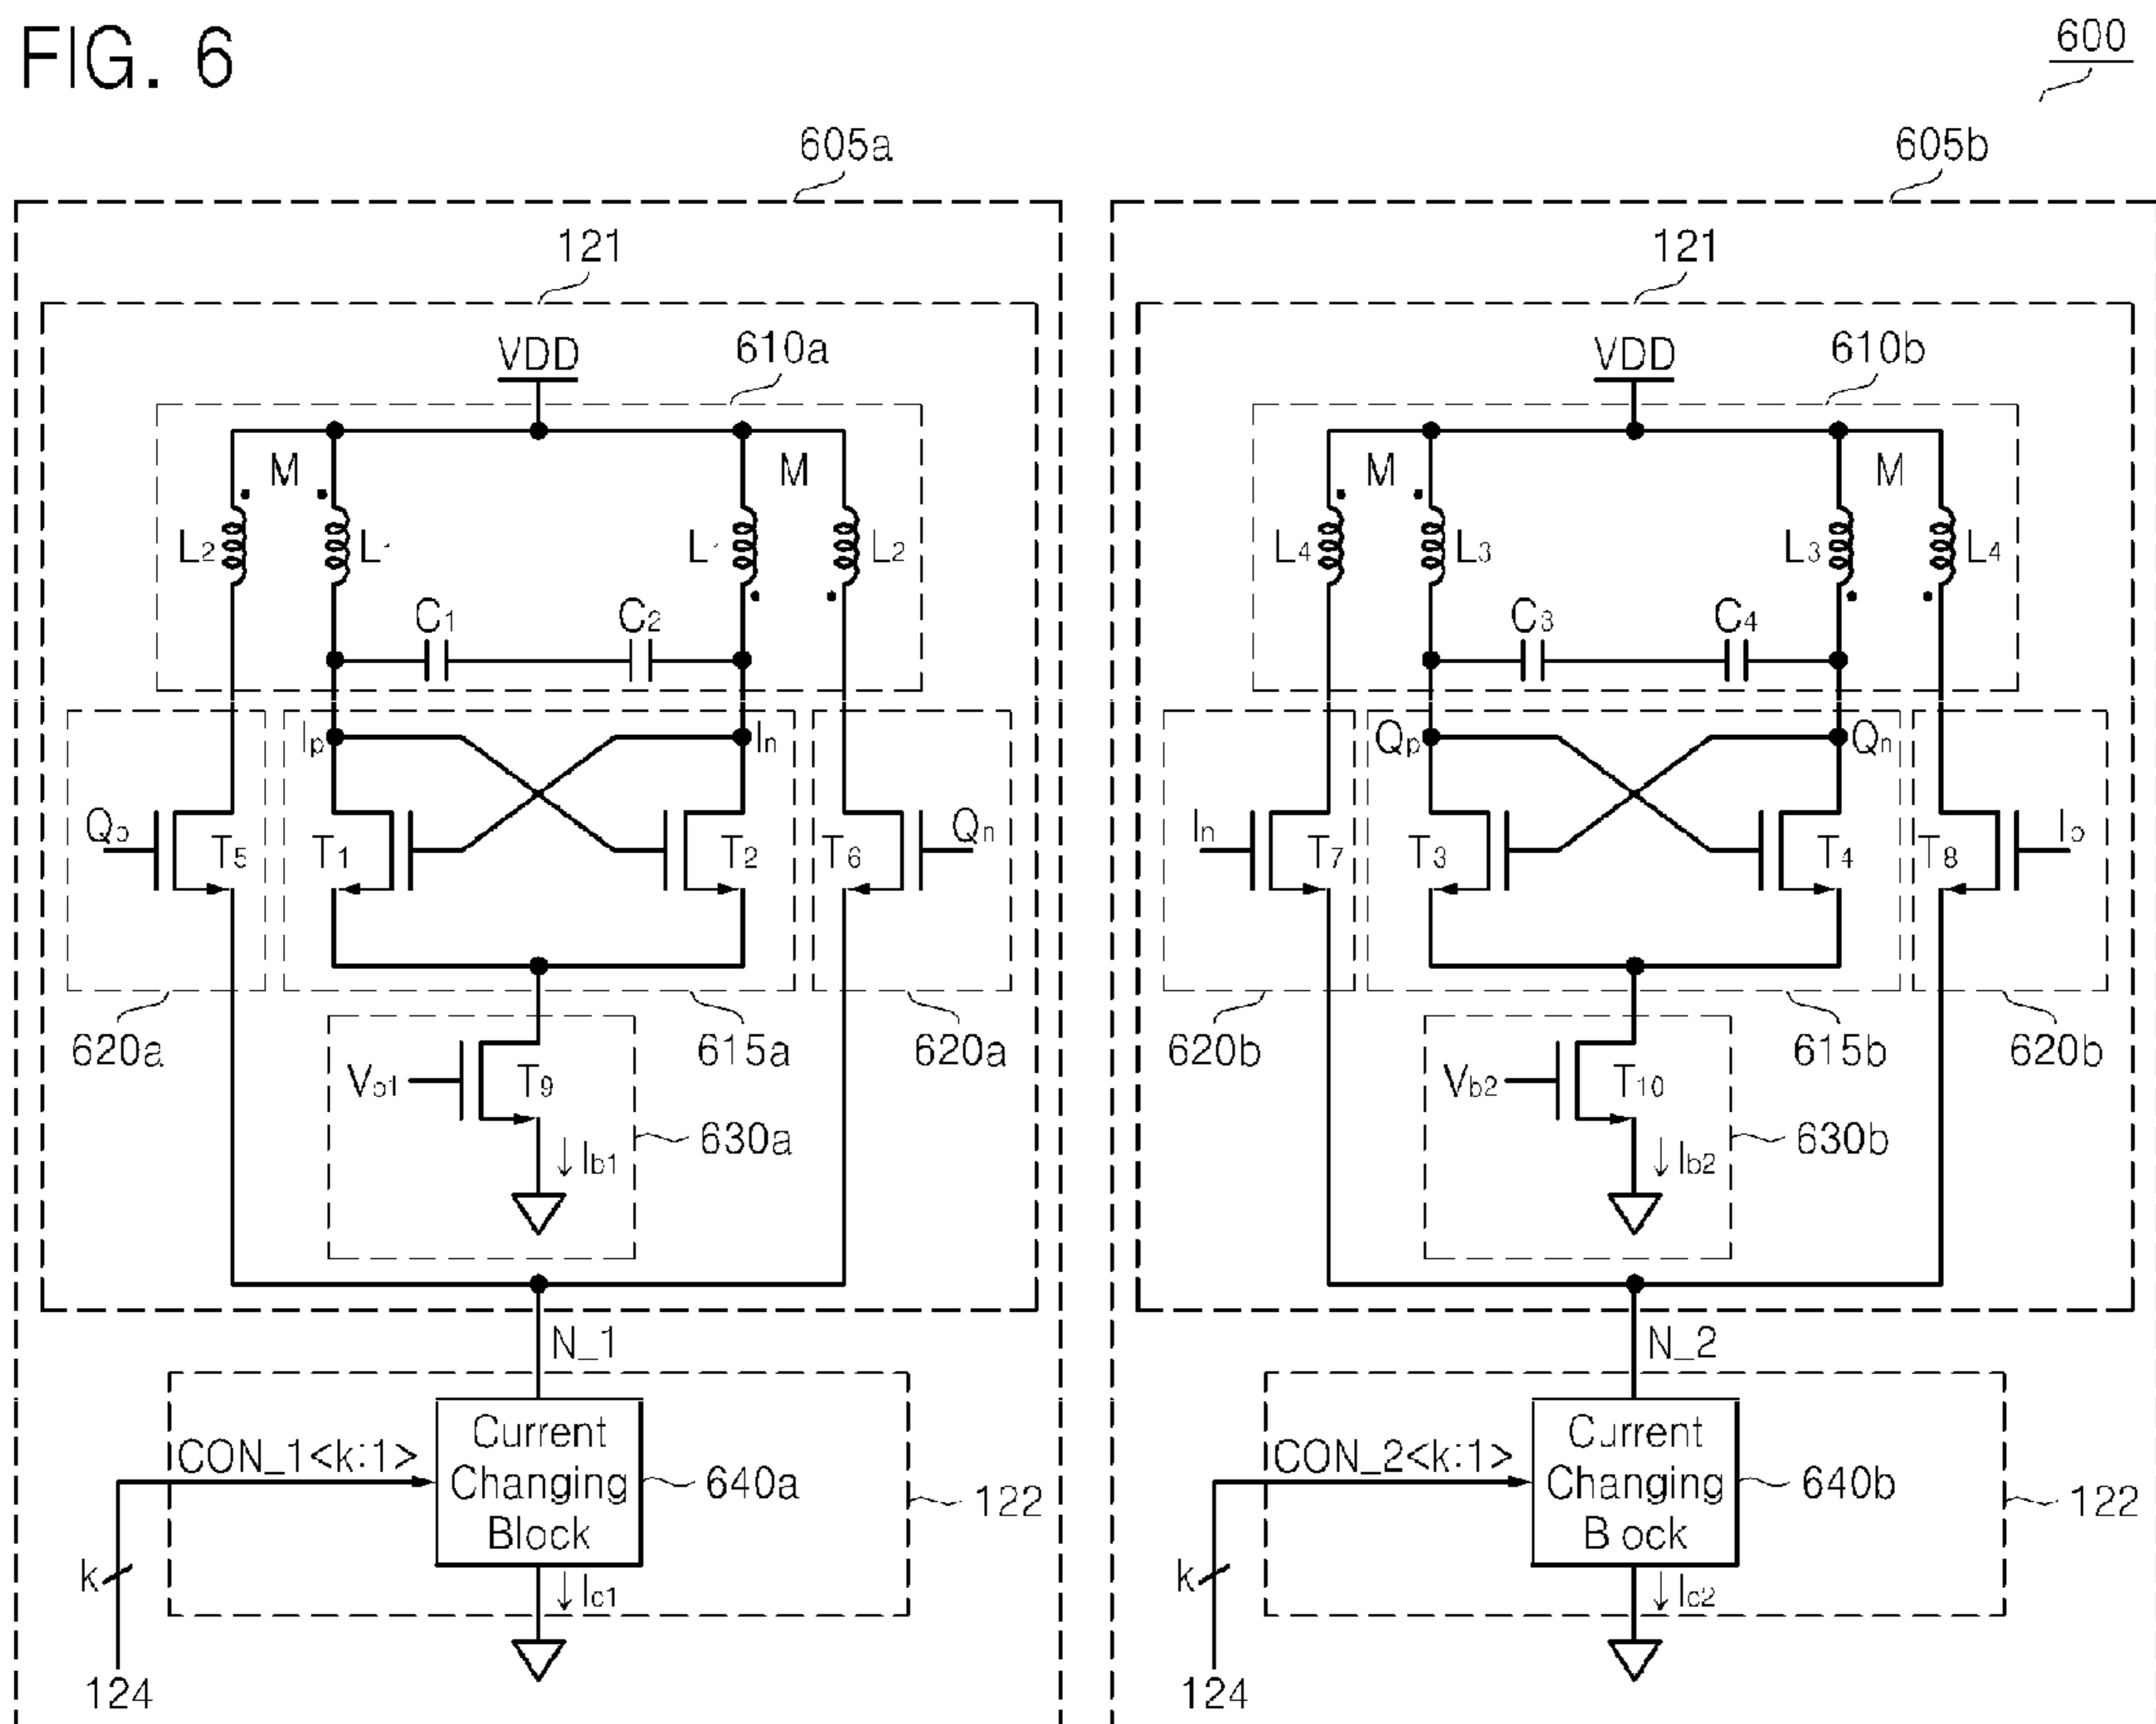 FIG. 6
600
605a
605b
121
121
VDD
610a
VDD
610b
M
M
M
M
L2
L1
L1
L2
L4
L3
L3
L4
C1
C2
C3
C4
Ip
In
Qp
Qn
Qp
T5
T1
T2
T6
Qn
In
T7
T3
T4
T8
Ip
620a
615a
620a
620b
615b
620b
Vb1
T9
630a
Vb2
T10
630b
Ib1
Ib2
N_1
N_2
CON_1<k:1>
Current
Changing
Block
640a
122
CON_2<k:1>
Current
Changing
Block
640b
122
k
Ic1
k
Ic2
124
124